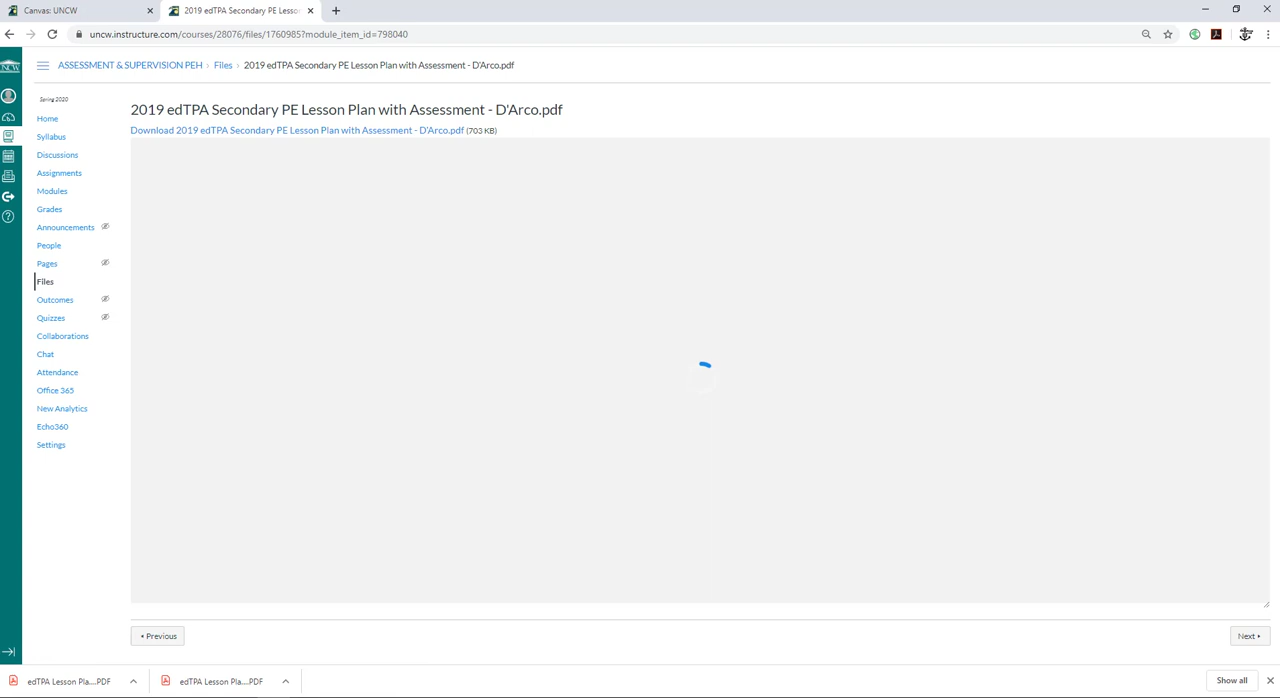 Canvas: UNCW
2019 edTPA Secondary PE Lesso
uncw.instructure.com/courses/28076/files/1760985?module_item_id=798040
UNCW
ASSESSMENT & SUPERVISION PEH › Files › 2019 edTPA Secondary PE Lesson Plan with Assessment - D'Arco.pdf
Spring 2020
Home
Syllabus
Discussions
Assignments
Modules
Grades
Announcements
People
Pages
Files
Outcomes
Quizzes
Collaborations
Chat
Attendance
Office 365
New Analytics
Echo360
Settings
2019 edTPA Secondary PE Lesson Plan with Assessment - D'Arco.pdf
Download 2019 edTPA Secondary PE Lesson Plan with Assessment - D'Arco.pdf (703 KB)
◂ Previous
Next ▸
edTPA Lesson Pla....PDF
edTPA Lesson Pla....PDF
Show all